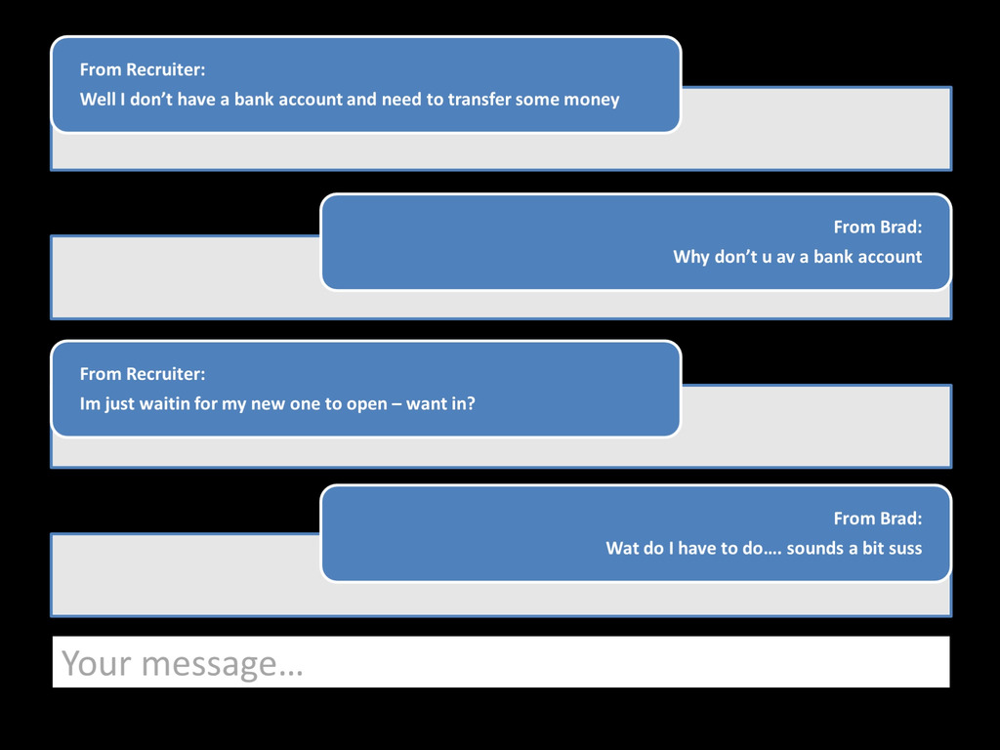 From Recruiter:
Well I don’t have a bank account and need to transfer some money
From Brad:
Why don’t u av a bank account
From Recruiter:
Im just waitin for my new one to open – want in?
From Brad:
Wat do I have to do…. sounds a bit suss
Your message…